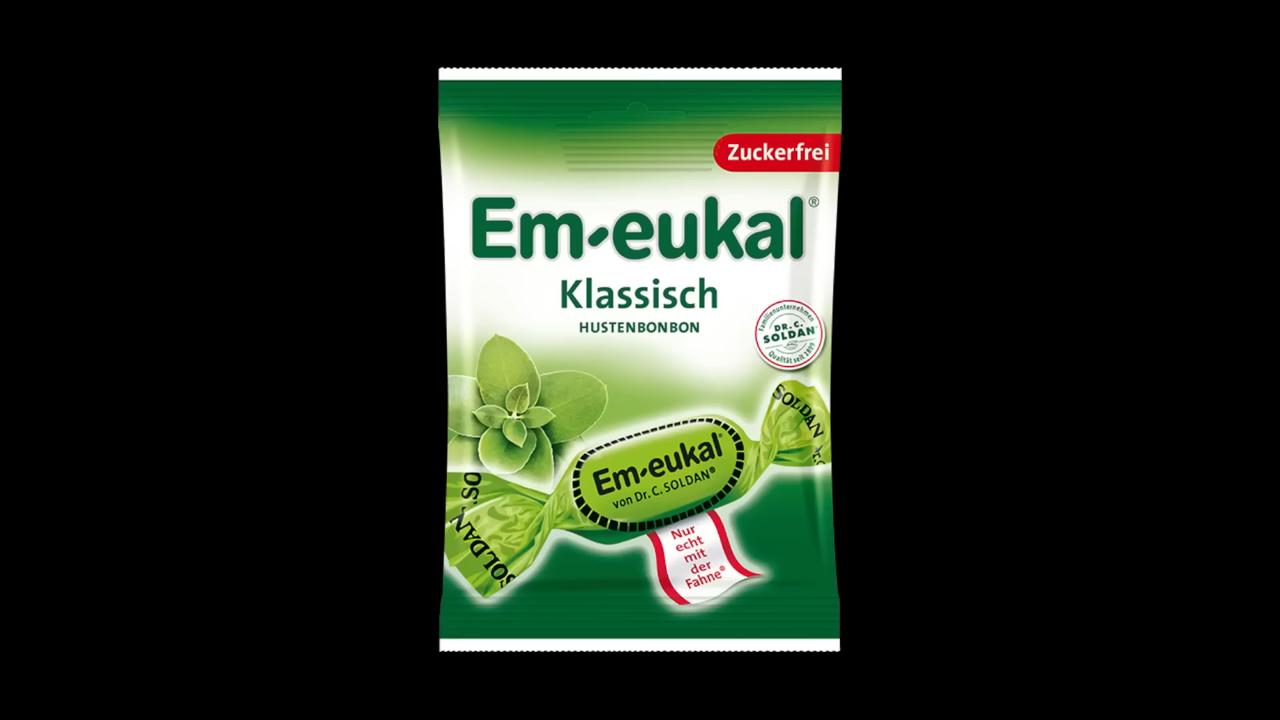 Zuckerfrei
Em-eukal®
Klassisch
HUSTENBONBON
Familienunternehmen
DR. C.
SOLDAN
Qualität seit 1899
SOLDAN
Em-eukal®
von Dr. C. SOLDAN®
SOLDAN
Nur
echt
mit
der
Fahne®